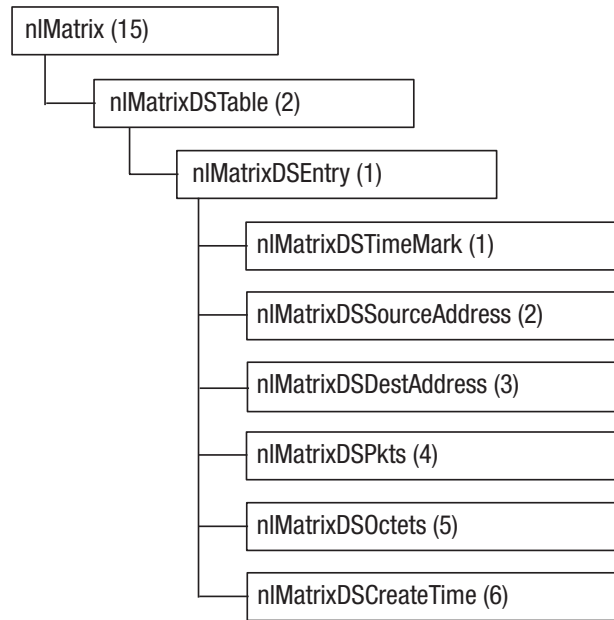 nlMatrix (15)
nlMatrixDSTable (2)
nlMatrixDSEntry (1)
nlMatrixDSTimeMark (1)
nlMatrixDSSourceAddress (2)
nlMatrixDSDestAddress (3)
nlMatrixDSPkts (4)
nlMatrixDSOctets (5)
nlMatrixDSCreateTime (6)